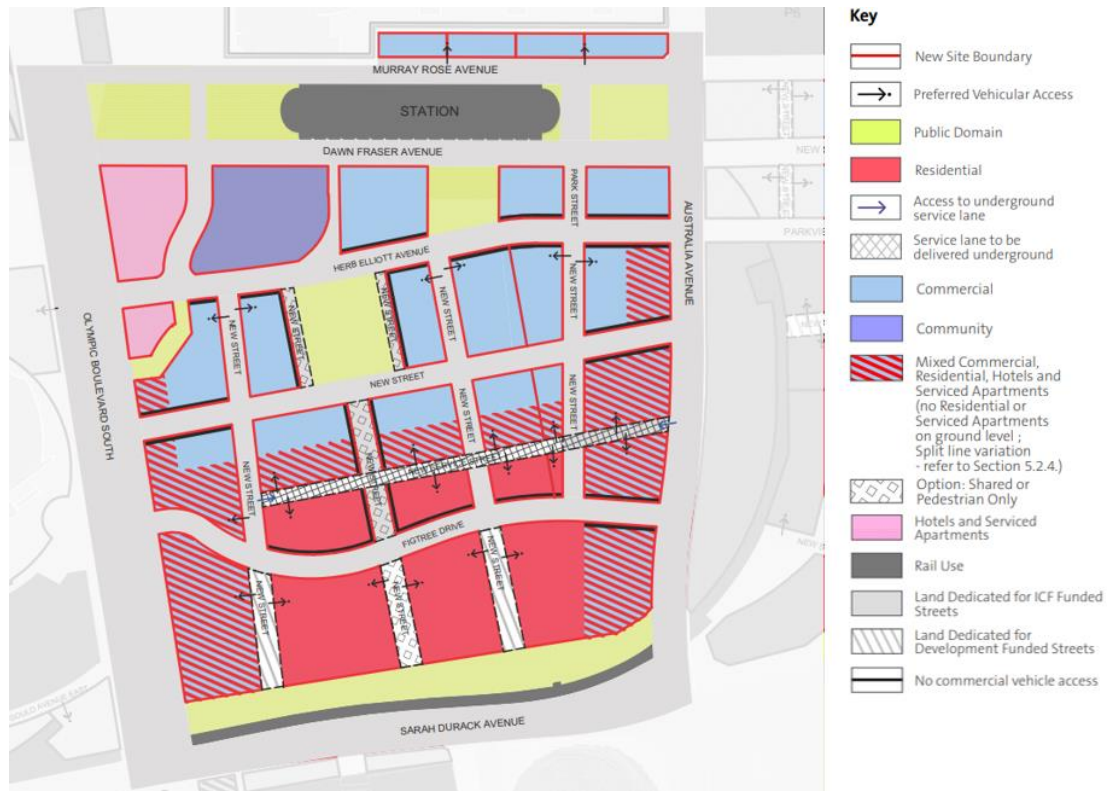 P6
MURRAY ROSE AVENUE
STATION
DAWN FRASER AVENUE
NEW S
PARK STREET
AUSTRALIA AVENUE
PARKVI
HERB ELLIOTT AVENUE
OLYMPIC BOULEVARD SOUTH
NEW STREET
NEW STREET
NEW STREET
NEW STREET
NEW STREET
NEW STREET
NEW STREET
NEW STREET
NEW STREET
NEW STREET
FIGTREE DRIVE
NEW STREET
NEW STREET
NEW STREET
SARAH DURACK AVENUE
Key
New Site Boundary
Preferred Vehicular Access
Public Domain
Residential
Access to underground
service lane
Service lane to be
delivered underground
Commercial
Community
Mixed Commercial,
Residential, Hotels and
Serviced Apartments
(no Residential or
Serviced Apartments
on ground level ;
Split line variation
- refer to Section 5.2.4.)
Option: Shared or
Pedestrian Only
Hotels and Serviced
Apartments
Rail Use
Land Dedicated for ICF Funded
Streets
Land Dedicated for
Development Funded Streets
No commercial vehicle access